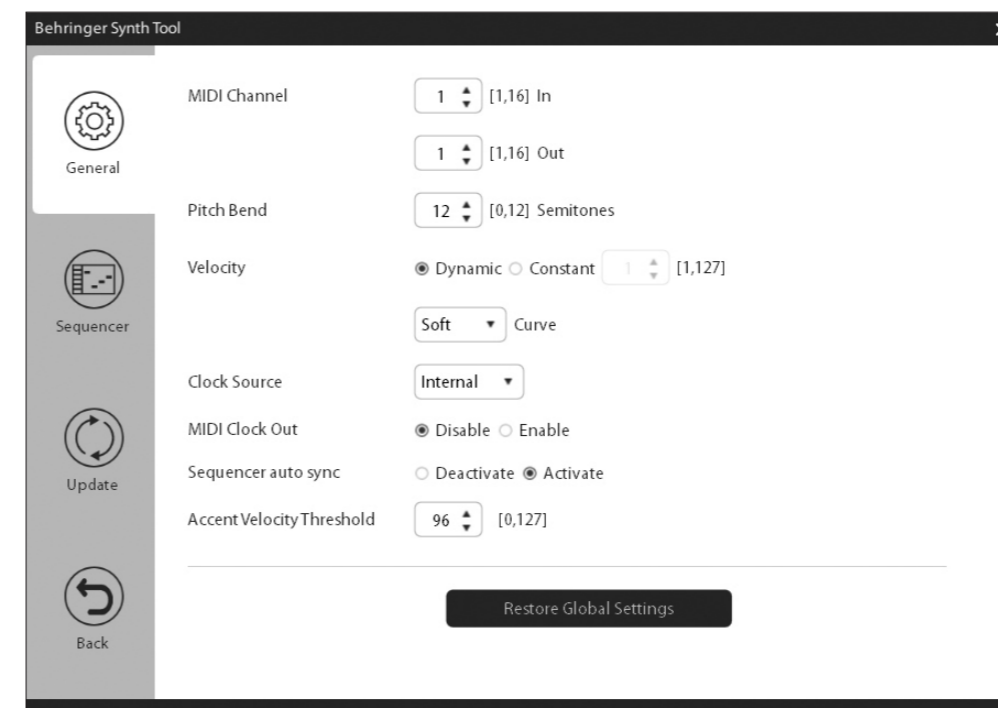 Behringer Synth Tool
General
Sequencer
Update
Back
MIDI Channel 1 [1,16] In
1 [1,16] Out
Pitch Bend 12 [0,12] Semitones
Velocity Dynamic Constant 1 [1,127]
Soft Curve
Clock Source Internal
MIDI Clock Out Disable Enable
Sequencer auto sync Deactivate Activate
Accent Velocity Threshold 96 [0,127]
Restore Global Settings